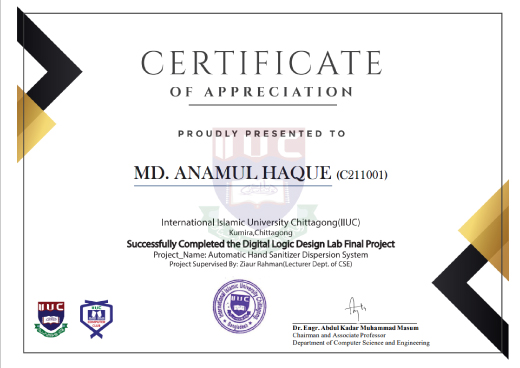 CERTIFICATE
OF APPRECIATION
PROUDLY PRESENTED TO
MD. ANAMUL HAQUE (C211001)
International Islamic University Chittagong(IIUC)
Kumira,Chittagong
Successfully Completed the Digital Logic Design Lab Final Project
Project_Name: Automatic Hand Sanitizer Dispersion System
Project Supervised By: Ziaur Rahman(Lecturer Dept. of CSE)
International Islamic University Chittagong
Bangladesh
IIUC
IIUC
COMPUTER
CLUB
Dr. Engr. Abdul Kadar Muhammad Masum
Chairman and Associate Professor
Department of Computer Science and Engineering